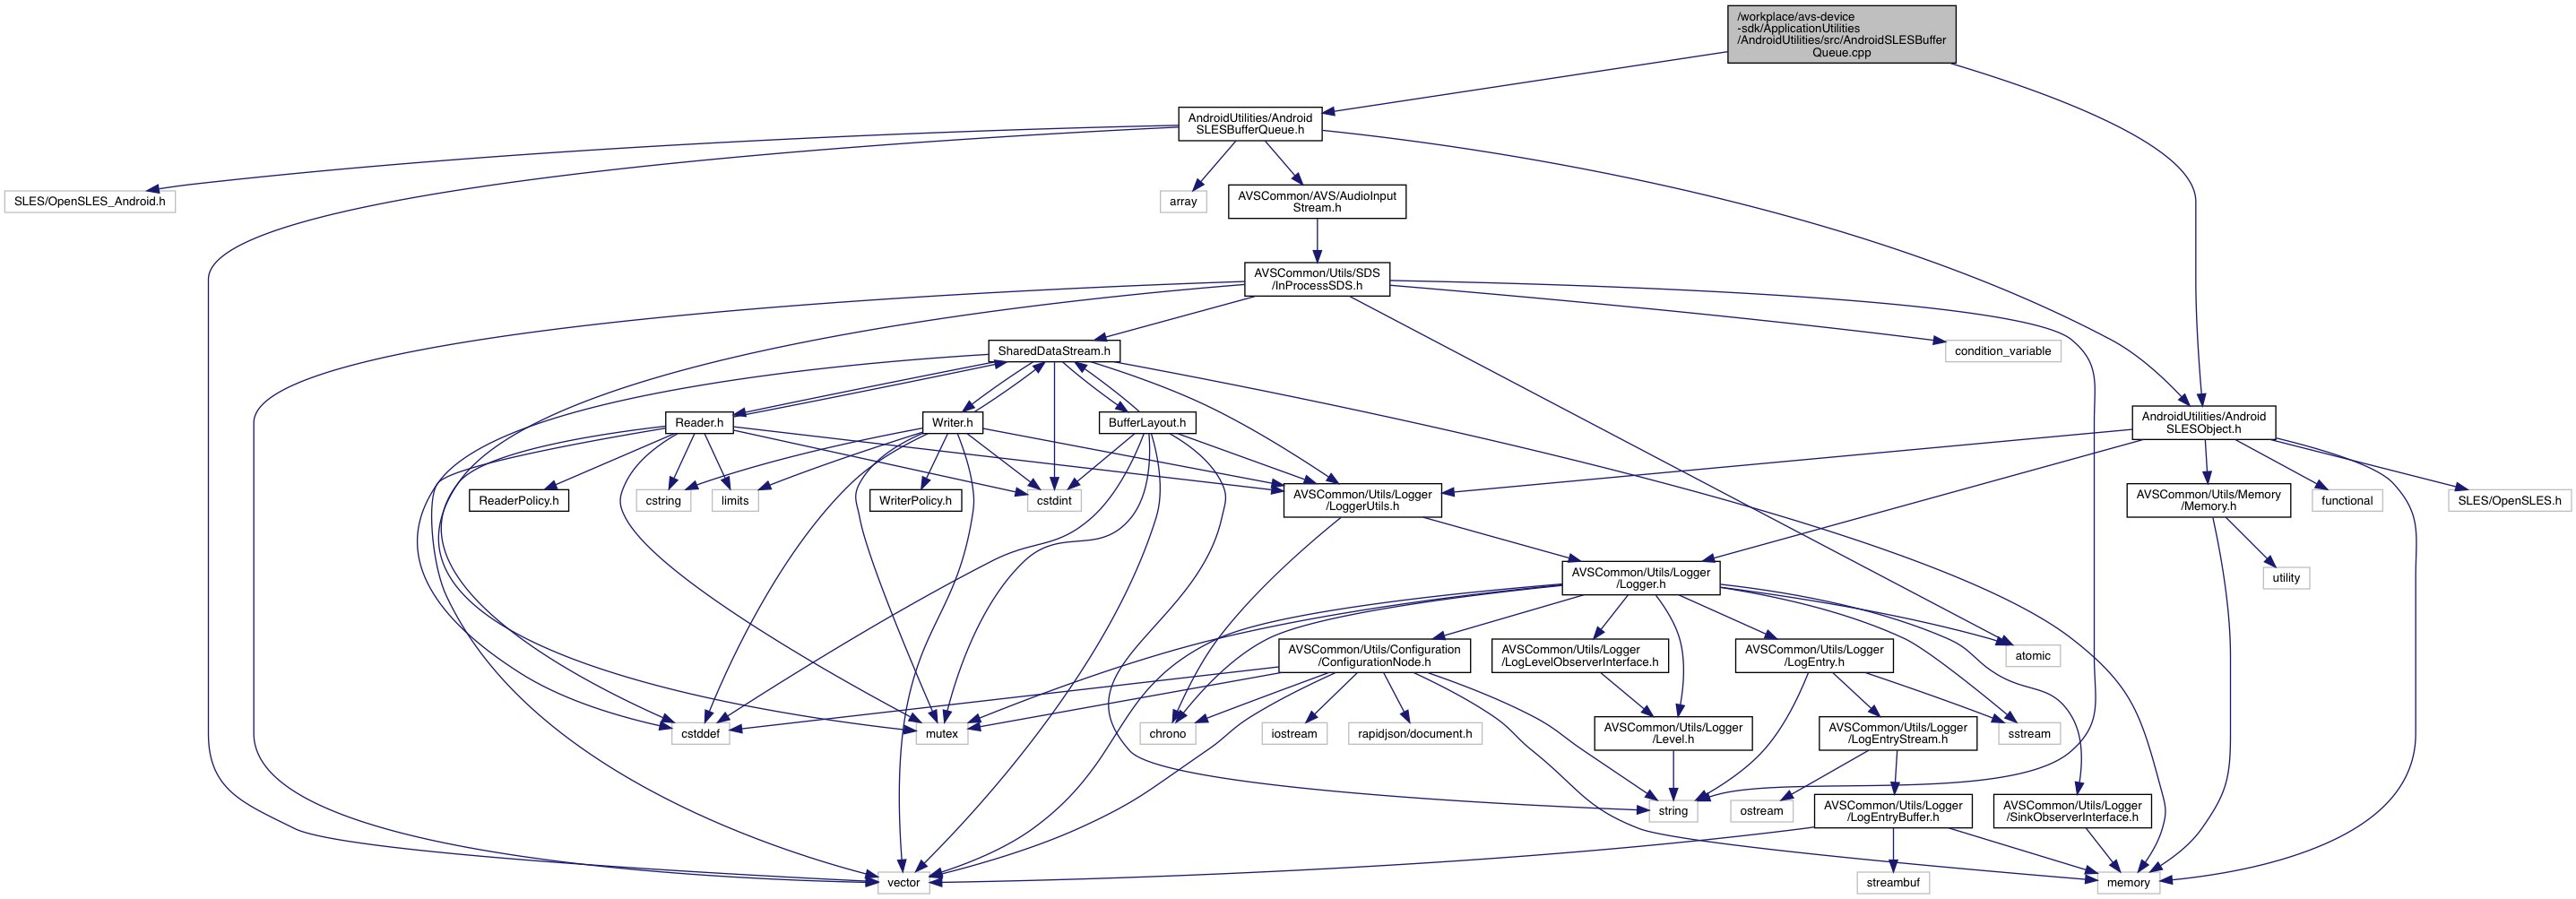 /workplace/avs-device
-sdk/ApplicationUtilities
/AndroidUtilities/src/AndroidSLESBuffer
Queue.cpp
AndroidUtilities/Android
SLESBufferQueue.h
SLES/OpenSLES_Android.h
array
AVSCommon/AVS/AudioInput
Stream.h
AVSCommon/Utils/SDS
/InProcessSDS.h
SharedDataStream.h
condition_variable
Reader.h
Writer.h
BufferLayout.h
AndroidUtilities/Android
SLESObject.h
ReaderPolicy.h
cstring
limits
WriterPolicy.h
cstdint
AVSCommon/Utils/Logger
/LoggerUtils.h
AVSCommon/Utils/Memory
/Memory.h
functional
SLES/OpenSLES.h
AVSCommon/Utils/Logger
/Logger.h
utility
AVSCommon/Utils/Configuration
/ConfigurationNode.h
AVSCommon/Utils/Logger
/LogLevelObserverInterface.h
AVSCommon/Utils/Logger
/LogEntry.h
atomic
cstddef
mutex
chrono
iostream
rapidjson/document.h
AVSCommon/Utils/Logger
/Level.h
AVSCommon/Utils/Logger
/LogEntryStream.h
sstream
string
ostream
AVSCommon/Utils/Logger
/LogEntryBuffer.h
AVSCommon/Utils/Logger
/SinkObserverInterface.h
vector
streambuf
memory